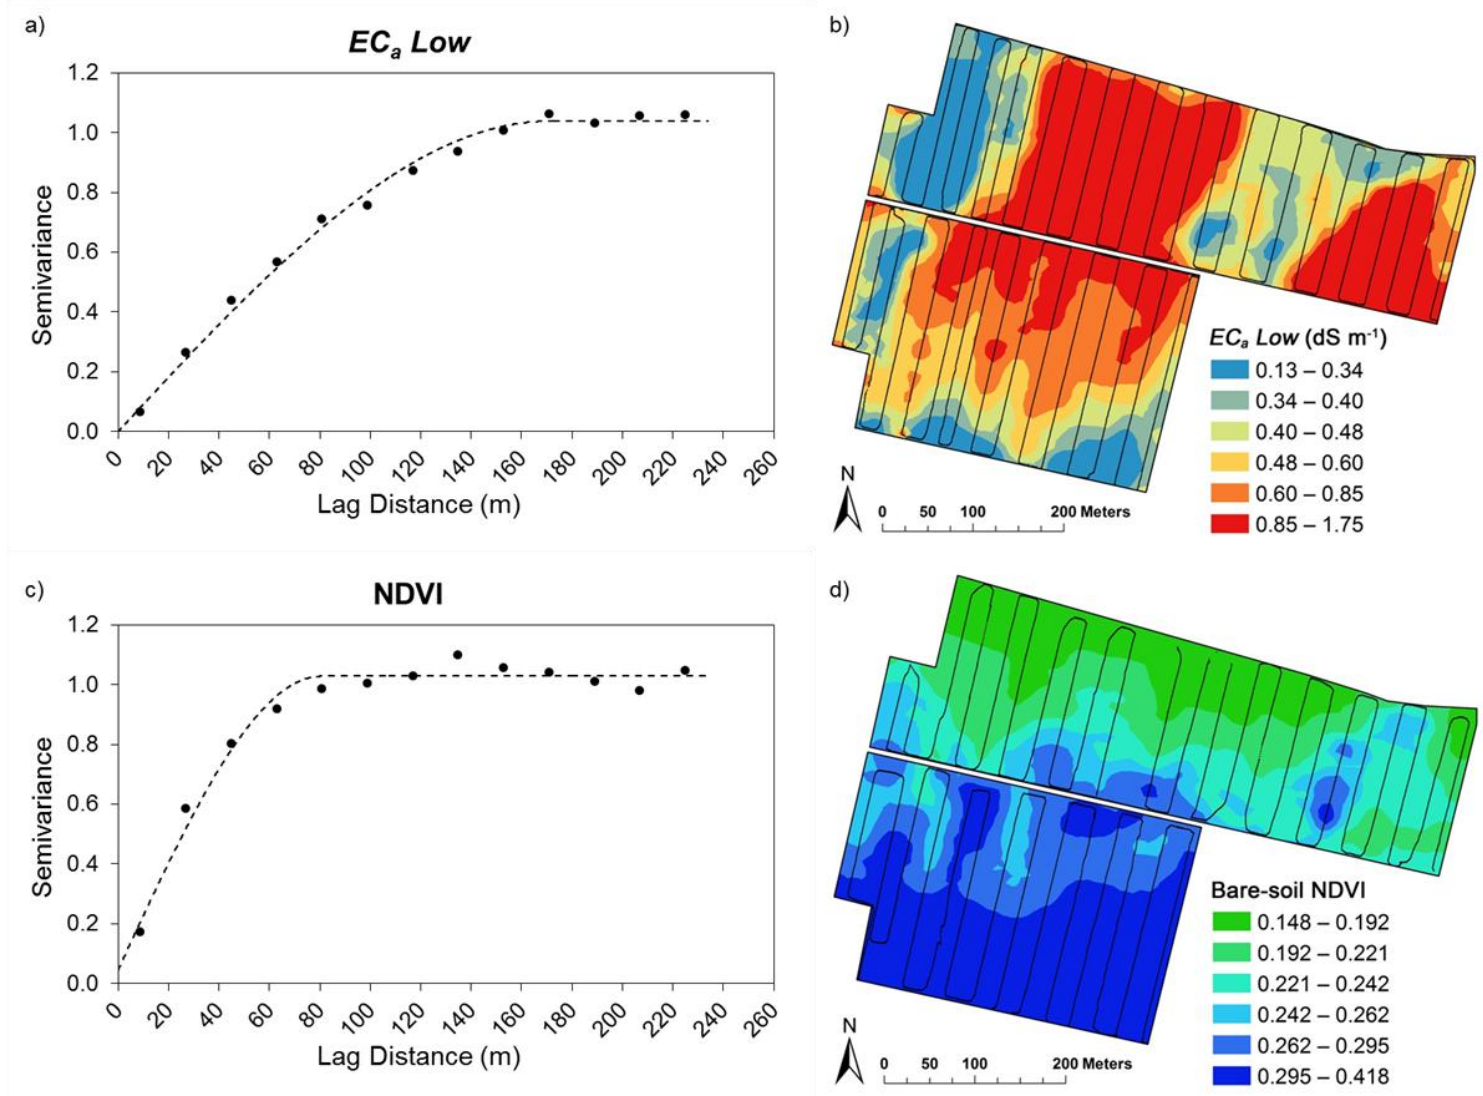 a)
ECa Low
1.2
1.0
0.8
0.6
0.4
0.2
0.0
Semivariance
0 20 40 60 80 100 120 140 160 180 200 220 240 260
Lag Distance (m)
b)
ECa Low (dS m-1)
0.13 – 0.34
0.34 – 0.40
0.40 – 0.48
0.48 – 0.60
0.60 – 0.85
0.85 – 1.75
N
0 50 100 200 Meters
c)
NDVI
1.2
1.0
0.8
0.6
0.4
0.2
0.0
Semivariance
0 20 40 60 80 100 120 140 160 180 200 220 240 260
Lag Distance (m)
d)
Bare-soil NDVI
0.148 – 0.192
0.192 – 0.221
0.221 – 0.242
0.242 – 0.262
0.262 – 0.295
0.295 – 0.418
N
0 50 100 200 Meters